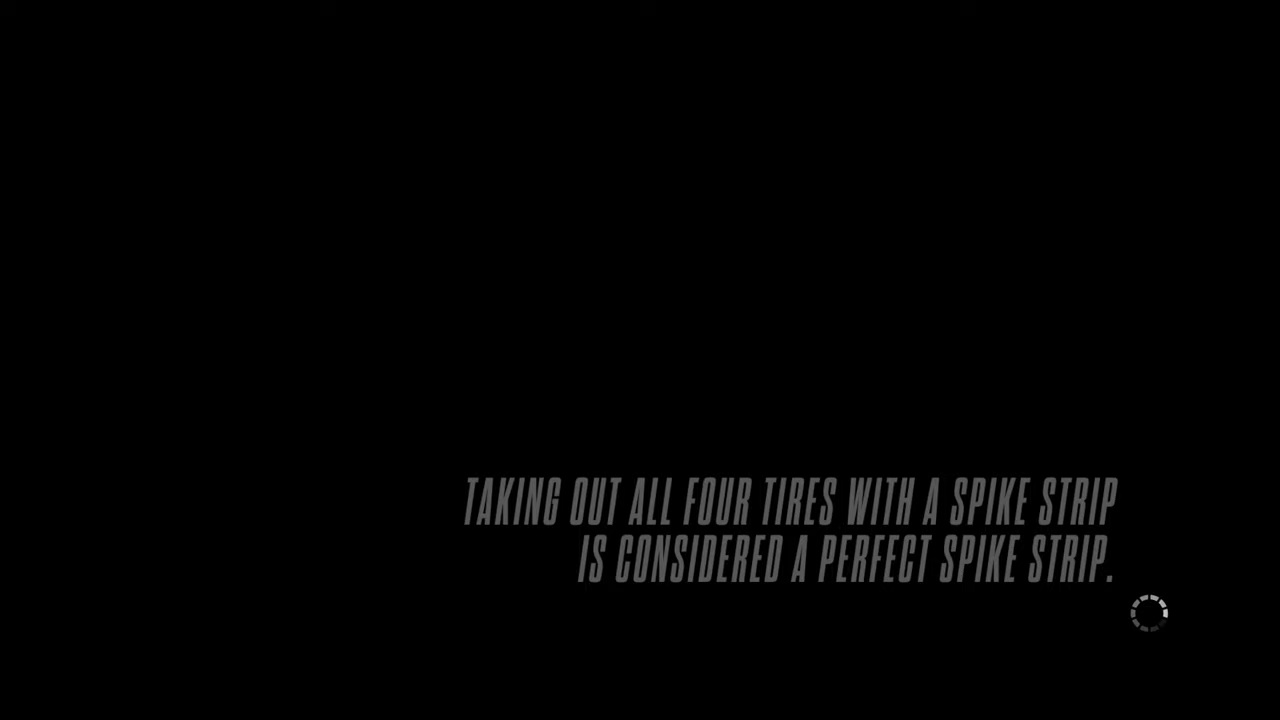 TAKING OUT ALL FOUR TIRES WITH A SPIKE STRIP
IS CONSIDERED A PERFECT SPIKE STRIP.